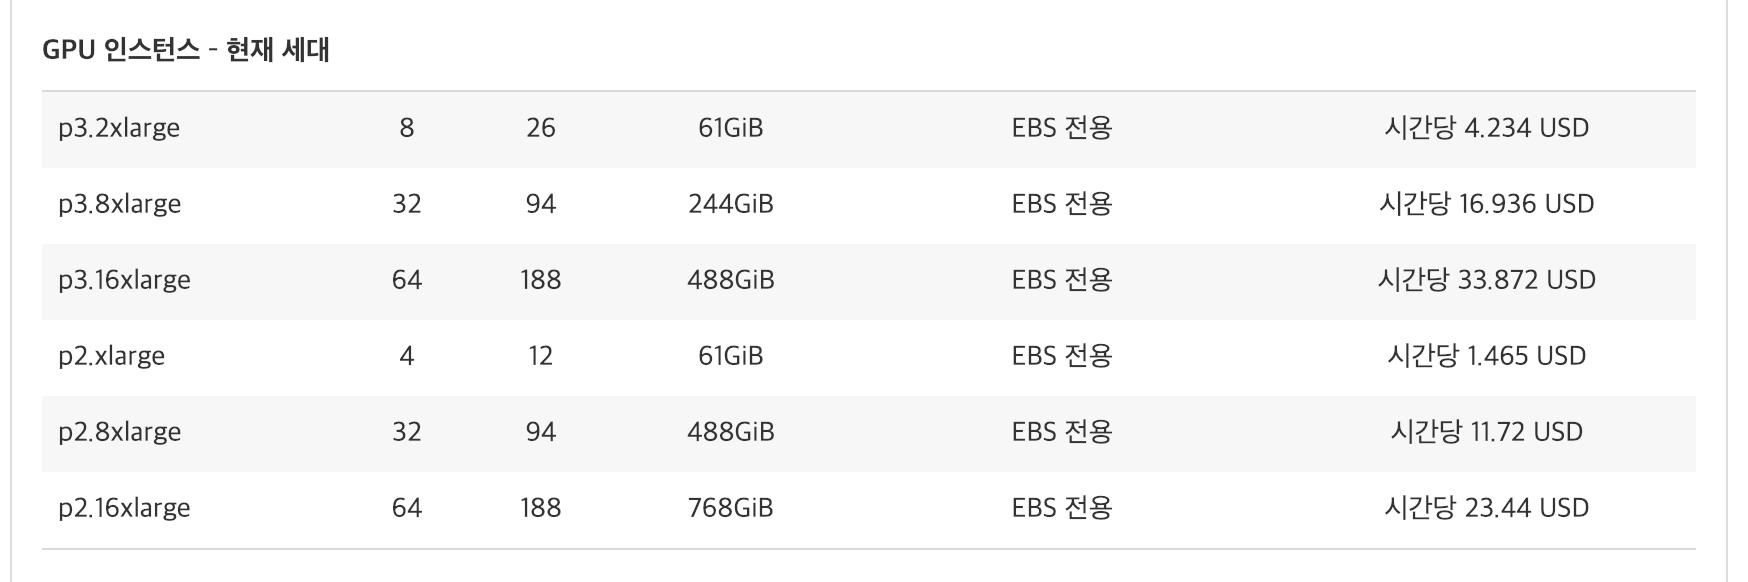 GPU 인스턴스 - 현재 세대
p3.2xlarge 8 26 61GiB EBS 전용 시간당 4.234 USD
p3.8xlarge 32 94 244GiB EBS 전용 시간당 16.936 USD
p3.16xlarge 64 188 488GiB EBS 전용 시간당 33.872 USD
p2.xlarge 4 12 61GiB EBS 전용 시간당 1.465 USD
p2.8xlarge 32 94 488GiB EBS 전용 시간당 11.72 USD
p2.16xlarge 64 188 768GiB EBS 전용 시간당 23.44 USD